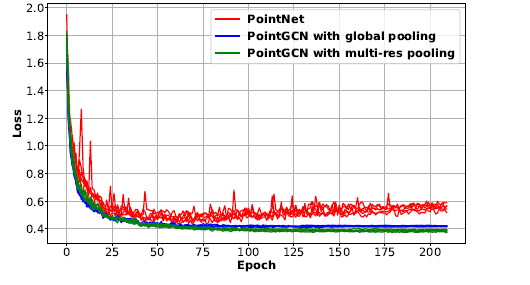 2.0
1.8
1.6
1.4
1.2
1.0
0.8
0.6
0.4
Loss
PointNet
PointGCN with global pooling
PointGCN with multi-res pooling
0 25 50 75 100 125 150 175 200
Epoch